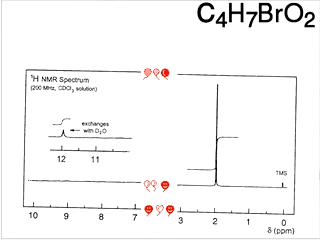 C4H7BrO2
¹H NMR Spectrum
(200 MHz, CDCl₃ solution)
exchanges
with D₂O
12 11
TMS
10 9 8 7 3 2 1 0
δ (ppm)